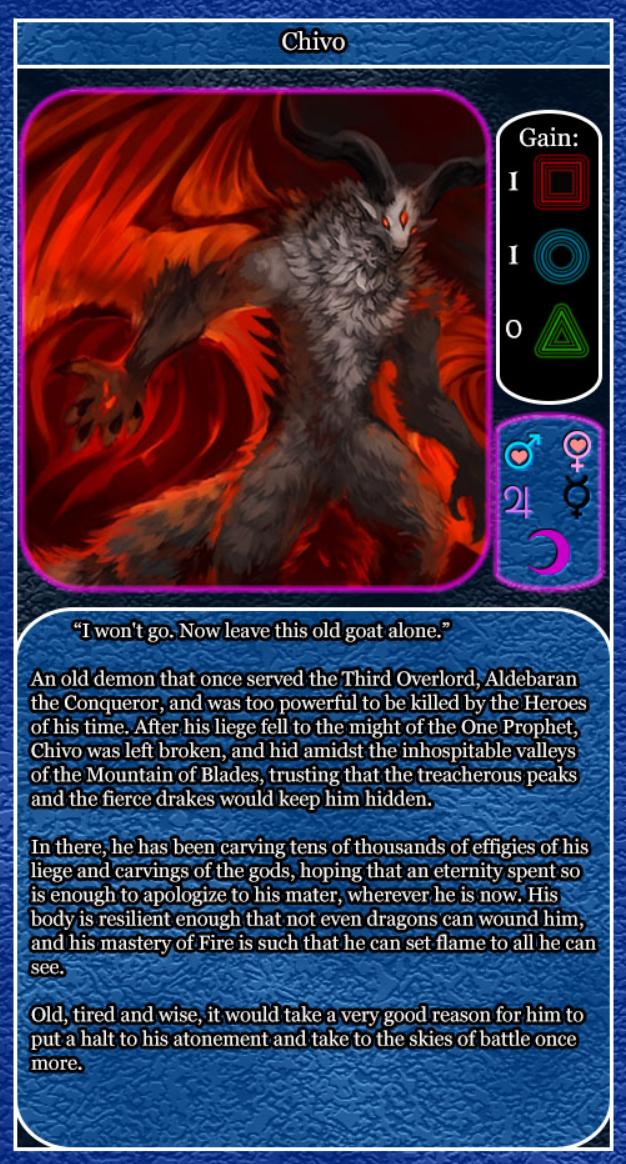 Chivo
Gain:
1
1
0
“I won't go. Now leave this old goat alone.”
An old demon that once served the Third Overlord, Aldebaran
the Conqueror, and was too powerful to be killed by the Heroes
of his time. After his liege fell to the might of the One Prophet,
Chivo was left broken, and hid amidst the inhospitable valleys
of the Mountain of Blades, trusting that the treacherous peaks
and the fierce drakes would keep him hidden.
In there, he has been carving tens of thousands of effigies of his
liege and carvings of the gods, hoping that an eternity spent so
is enough to apologize to his mater, wherever he is now. His
body is resilient enough that not even dragons can wound him,
and his mastery of Fire is such that he can set flame to all he can
see.
Old, tired and wise, it would take a very good reason for him to
put a halt to his atonement and take to the skies of battle once
more.